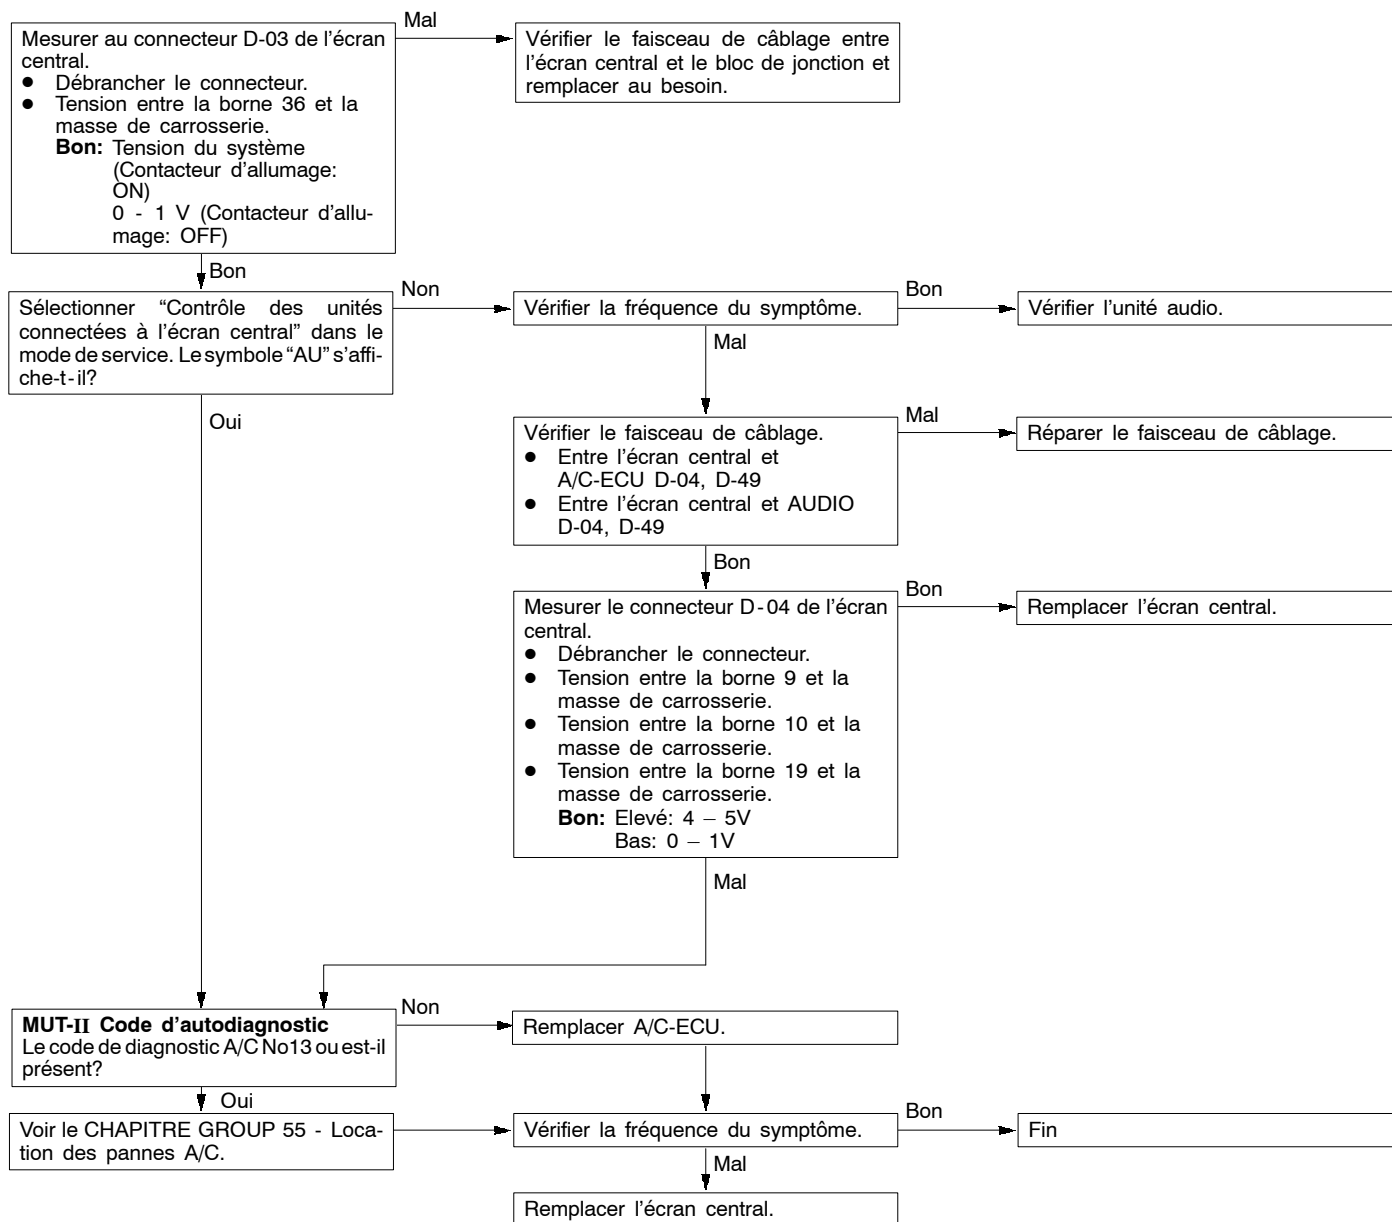 Mesurer au connecteur D-03 de l'écran
central.
● Débrancher le connecteur.
● Tension entre la borne 36 et la
masse de carrosserie.
Bon: Tension du système
(Contacteur d'allumage:
ON)
0 - 1 V (Contacteur d'allu-
mage: OFF)
Mal
Vérifier le faisceau de câblage entre
l'écran central et le bloc de jonction et
remplacer au besoin.
Bon
Sélectionner “Contrôle des unités
connectées à l'écran central” dans le
mode de service. Le symbole “AU” s'affi-
che-t-il?
Non
Vérifier la fréquence du symptôme.
Bon
Vérifier l'unité audio.
Mal
Oui
Vérifier le faisceau de câblage.
● Entre l'écran central et
A/C-ECU D-04, D-49
● Entre l'écran central et AUDIO
D-04, D-49
Mal
Réparer le faisceau de câblage.
Bon
Mesurer le connecteur D-04 de l'écran
central.
● Débrancher le connecteur.
● Tension entre la borne 9 et la
masse de carrosserie.
● Tension entre la borne 10 et la
masse de carrosserie.
● Tension entre la borne 19 et la
masse de carrosserie.
Bon: Elevé: 4 – 5V
Bas: 0 – 1V
Bon
Remplacer l'écran central.
Mal
MUT-II Code d'autodiagnostic
Le code de diagnostic A/C No13 ou est-il
présent?
Non
Remplacer A/C-ECU.
Oui
Voir le CHAPITRE GROUP 55 - Loca-
tion des pannes A/C.
Vérifier la fréquence du symptôme.
Bon
Fin
Mal
Remplacer l'écran central.